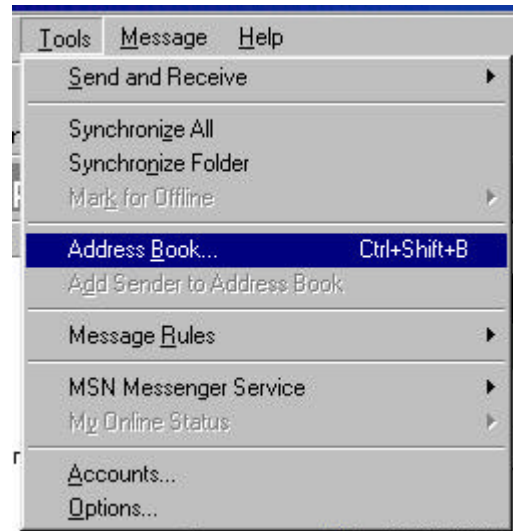 Tools Message Help
Send and Receive
Synchronize All
Synchronize Folder
Mark for Offline
Address Book... Ctrl+Shift+B
Add Sender to Address Book
Message Rules
MSN Messenger Service
My Online Status
Accounts...
Options...